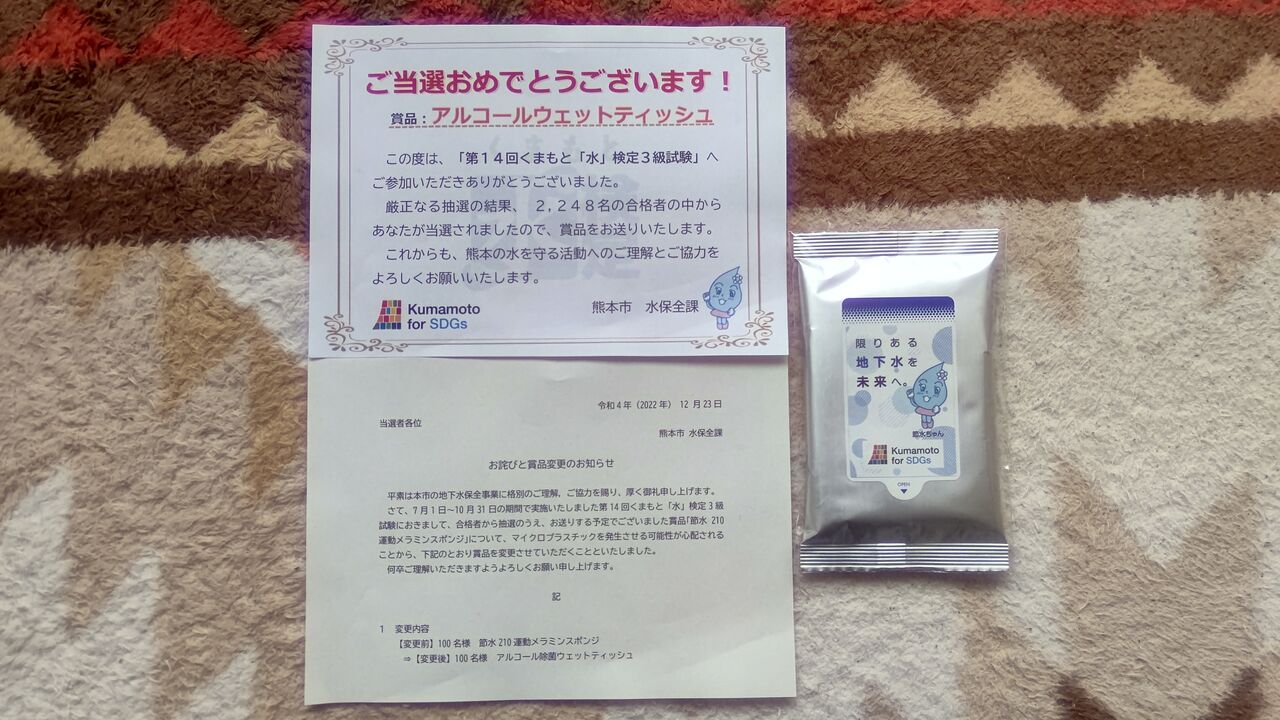 ご当選おめでとうございます！
賞品：アルコールウェットティッシュ
この度は、「第１４回くまもと「水」検定３級試験」へ
ご参加いただきありがとうございました。
厳正なる抽選の結果、２,２４８名の合格者の中から
あなたが当選されましたので、賞品をお送りいたします。
これからも、熊本の水を守る活動へのご理解とご協力を
よろしくお願いいたします。
Kumamoto
for SDGs
熊本市　水保全課
令和４年（2022年）１２月23日
当選者各位
熊本市 水保全課
お詫びと賞品変更のお知らせ
平素は本市の地下水保全事業に格別のご理解、ご協力を賜り、厚く御礼申し上げます。
さて、７月１日～10月31日の期間で実施いたしました第14回くまもと「水」検定３級
試験におきまして、合格者から抽選のうえ、お送りする予定でございました賞品「節水 210
運動メラミンスポンジ」について、マイクロプラスチックを発生させる可能性が心配される
ことから、下記のとおり賞品を変更させていただくことといたしました。
何卒ご理解いただきますようよろしくお願い申し上げます。
記
１　変更内容
【変更前】100名様　節水210運動メラミンスポンジ
⇒【変更後】100名様　アルコール除菌ウェットティッシュ
限りある
地下水を
未来へ。
節水ちゃん
Kumamoto
for SDGs
OPEN